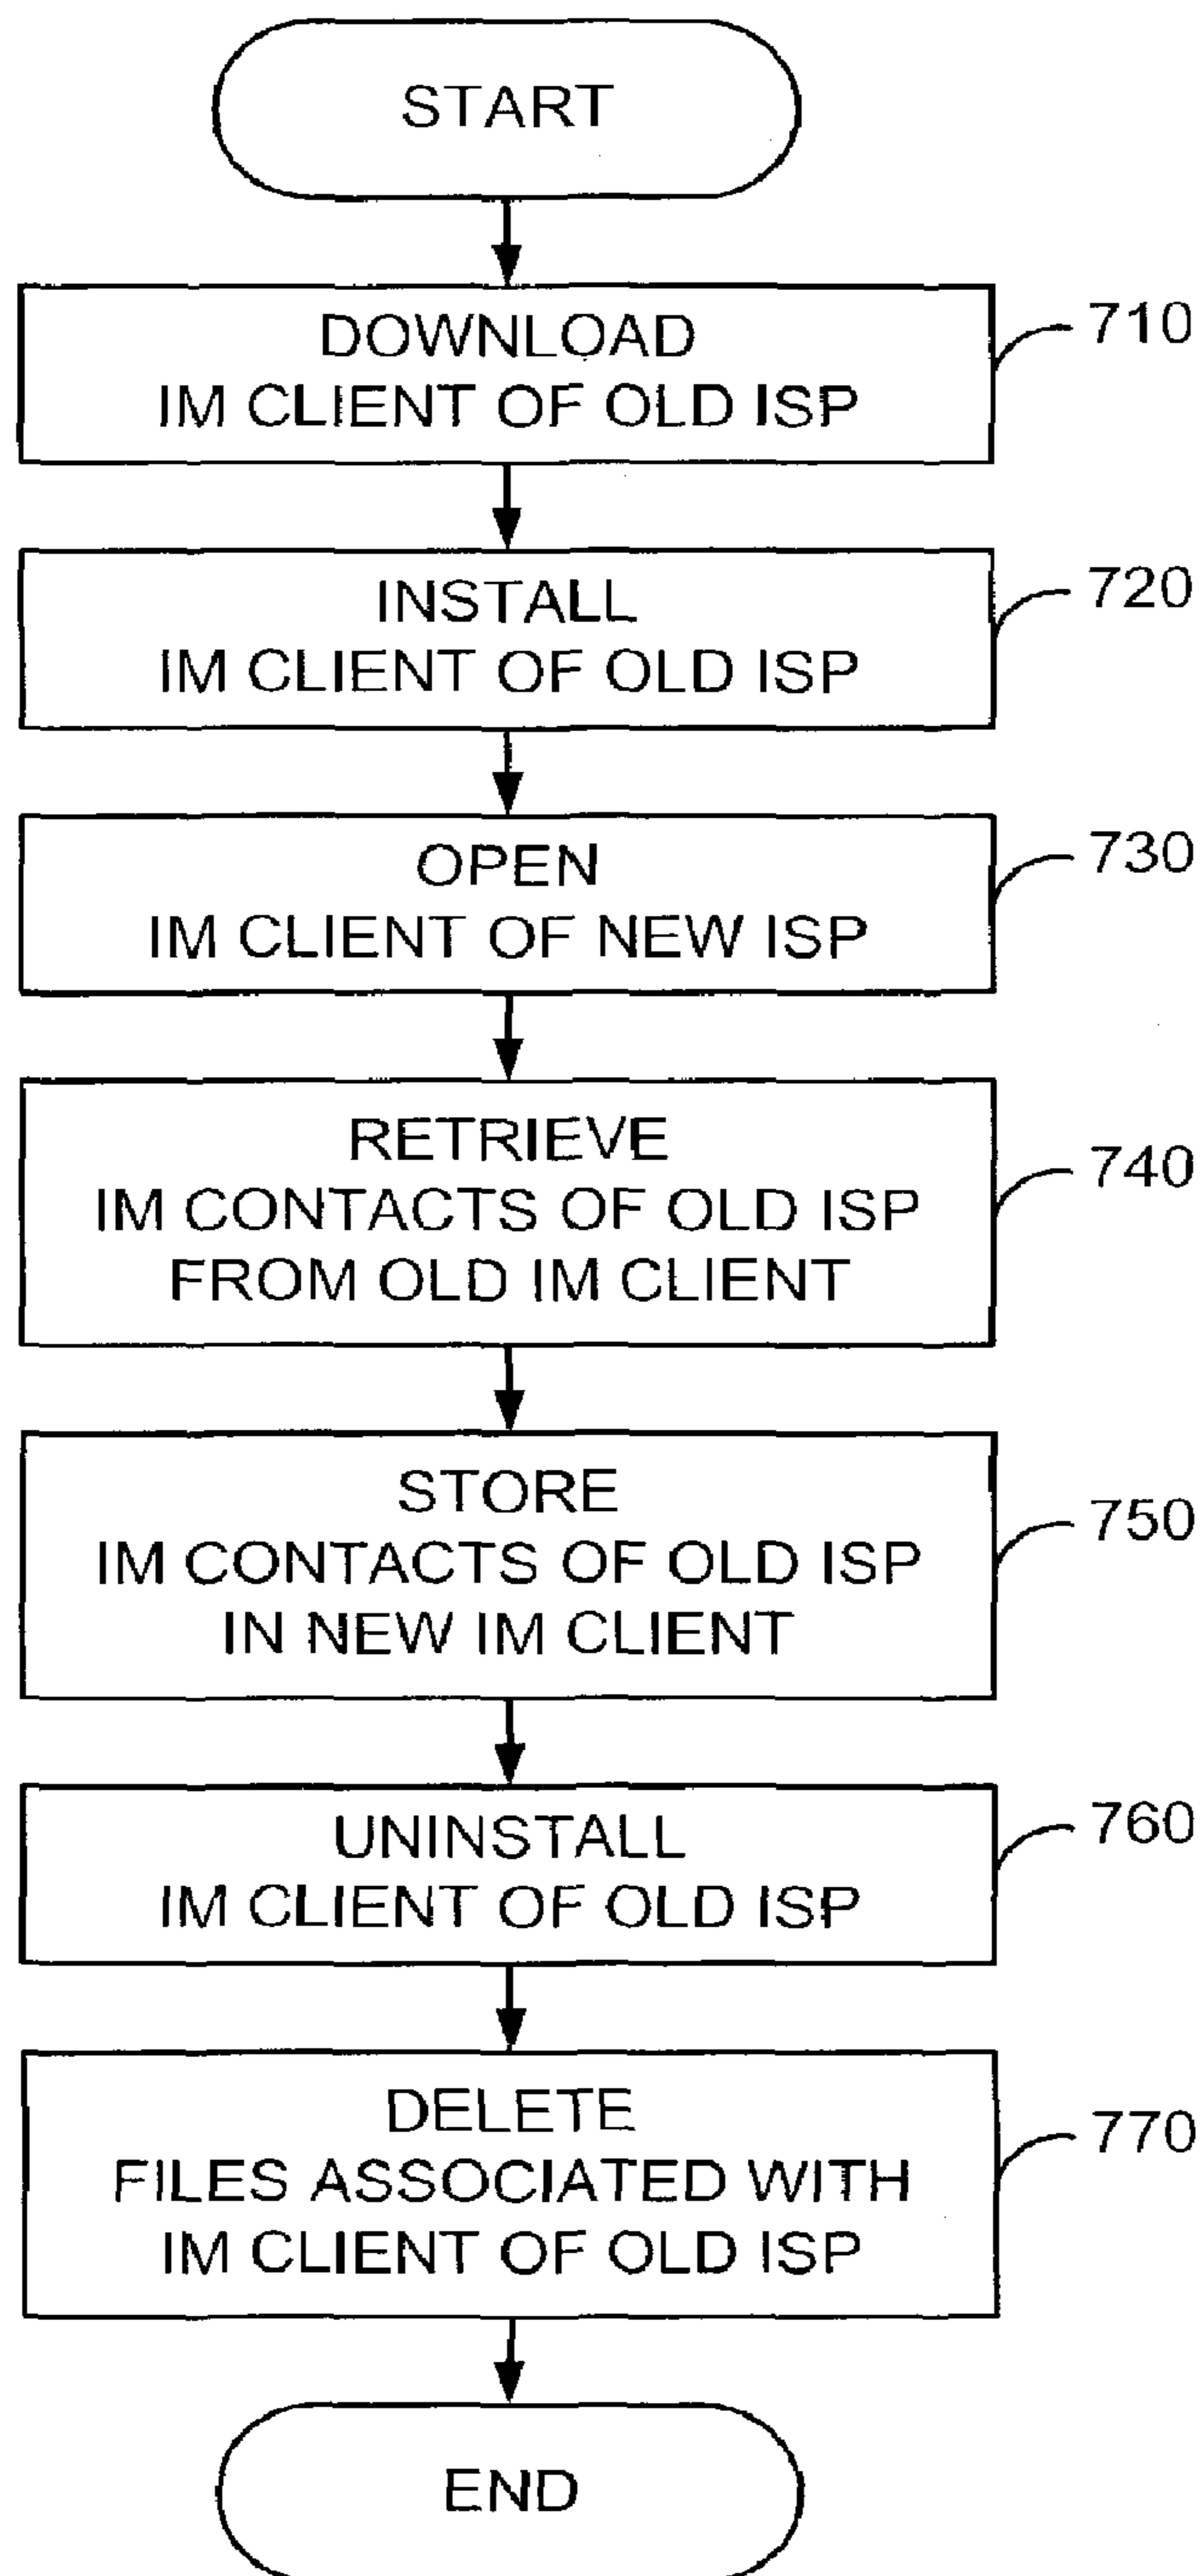 START
DOWNLOAD
IM CLIENT OF OLD ISP
710
INSTALL
IM CLIENT OF OLD ISP
720
OPEN
IM CLIENT OF NEW ISP
730
RETRIEVE
IM CONTACTS OF OLD ISP
FROM OLD IM CLIENT
740
STORE
IM CONTACTS OF OLD ISP
IN NEW IM CLIENT
750
UNINSTALL
IM CLIENT OF OLD ISP
760
DELETE
FILES ASSOCIATED WITH
IM CLIENT OF OLD ISP
770
END